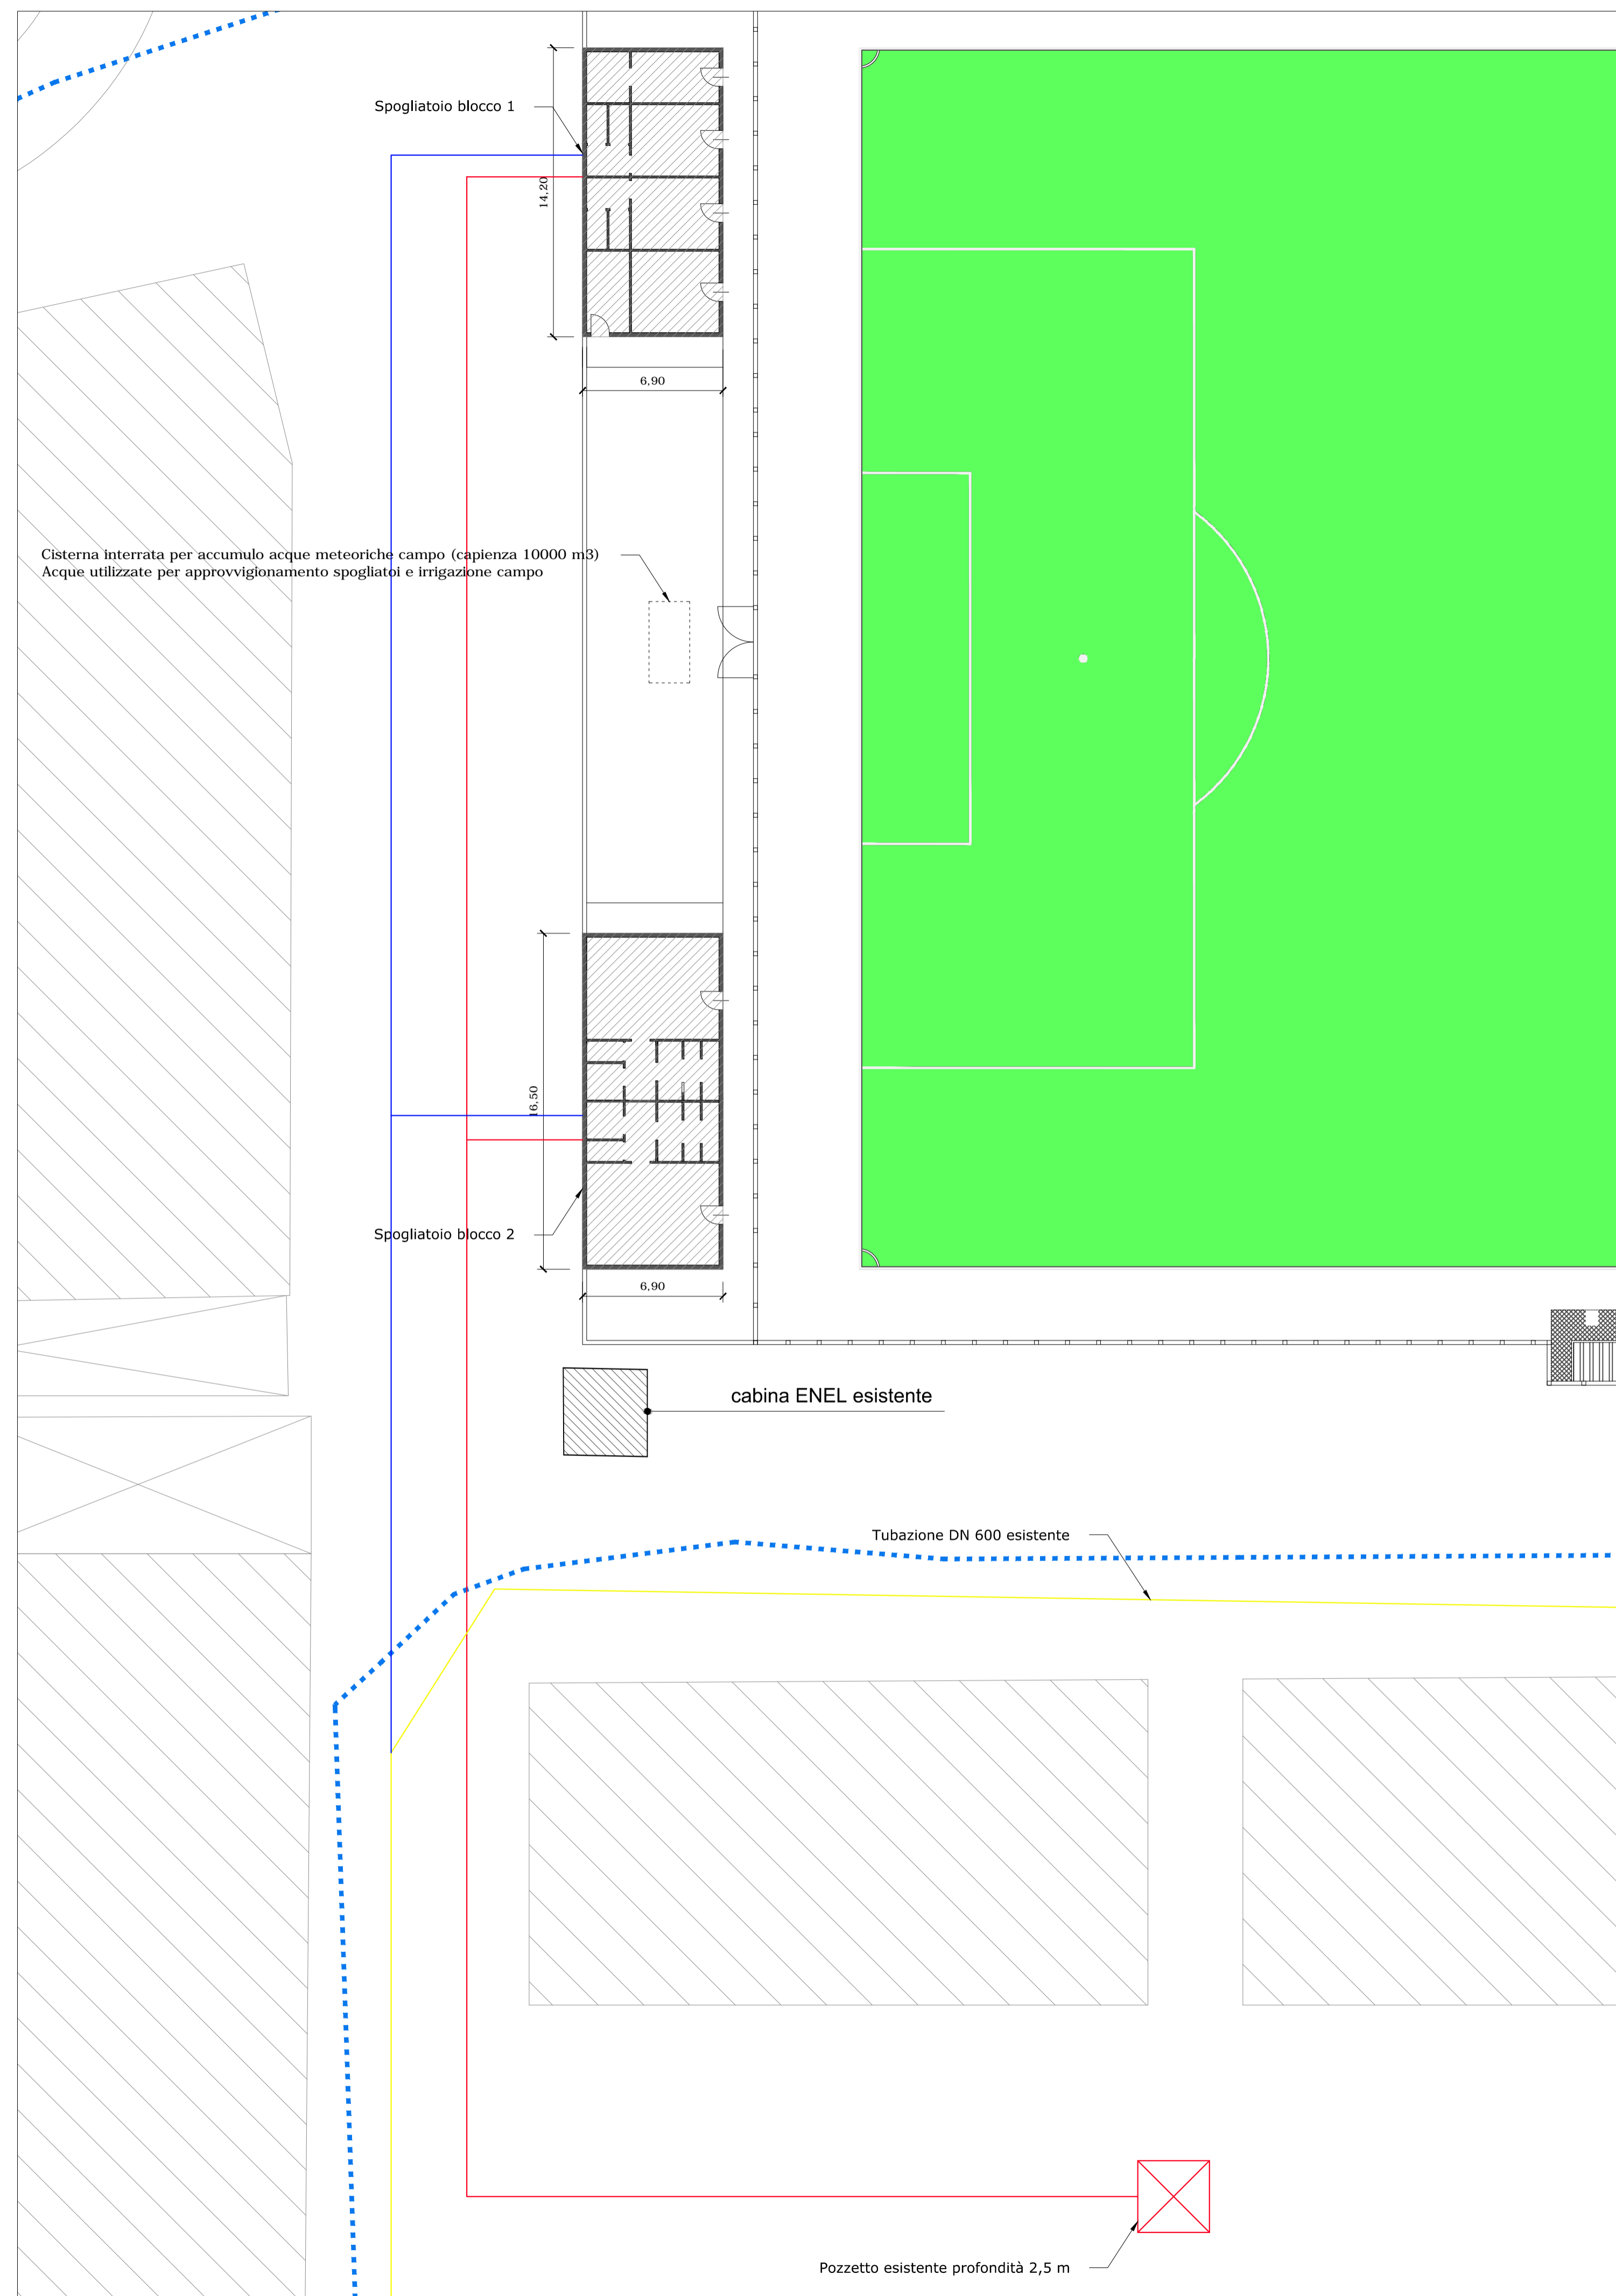 Spogliatoio blocco 1
14,20
6,90
Cisterna interrata per accumulo acque meteoriche campo (capienza 10000 m3)
Acque utilizzate per approvvigionamento spogliatoi e irrigazione campo
16,50
Spogliatoio blocco 2
6,90
cabina ENEL esistente
Tubazione DN 600 esistente
Pozzetto esistente profondità 2,5 m